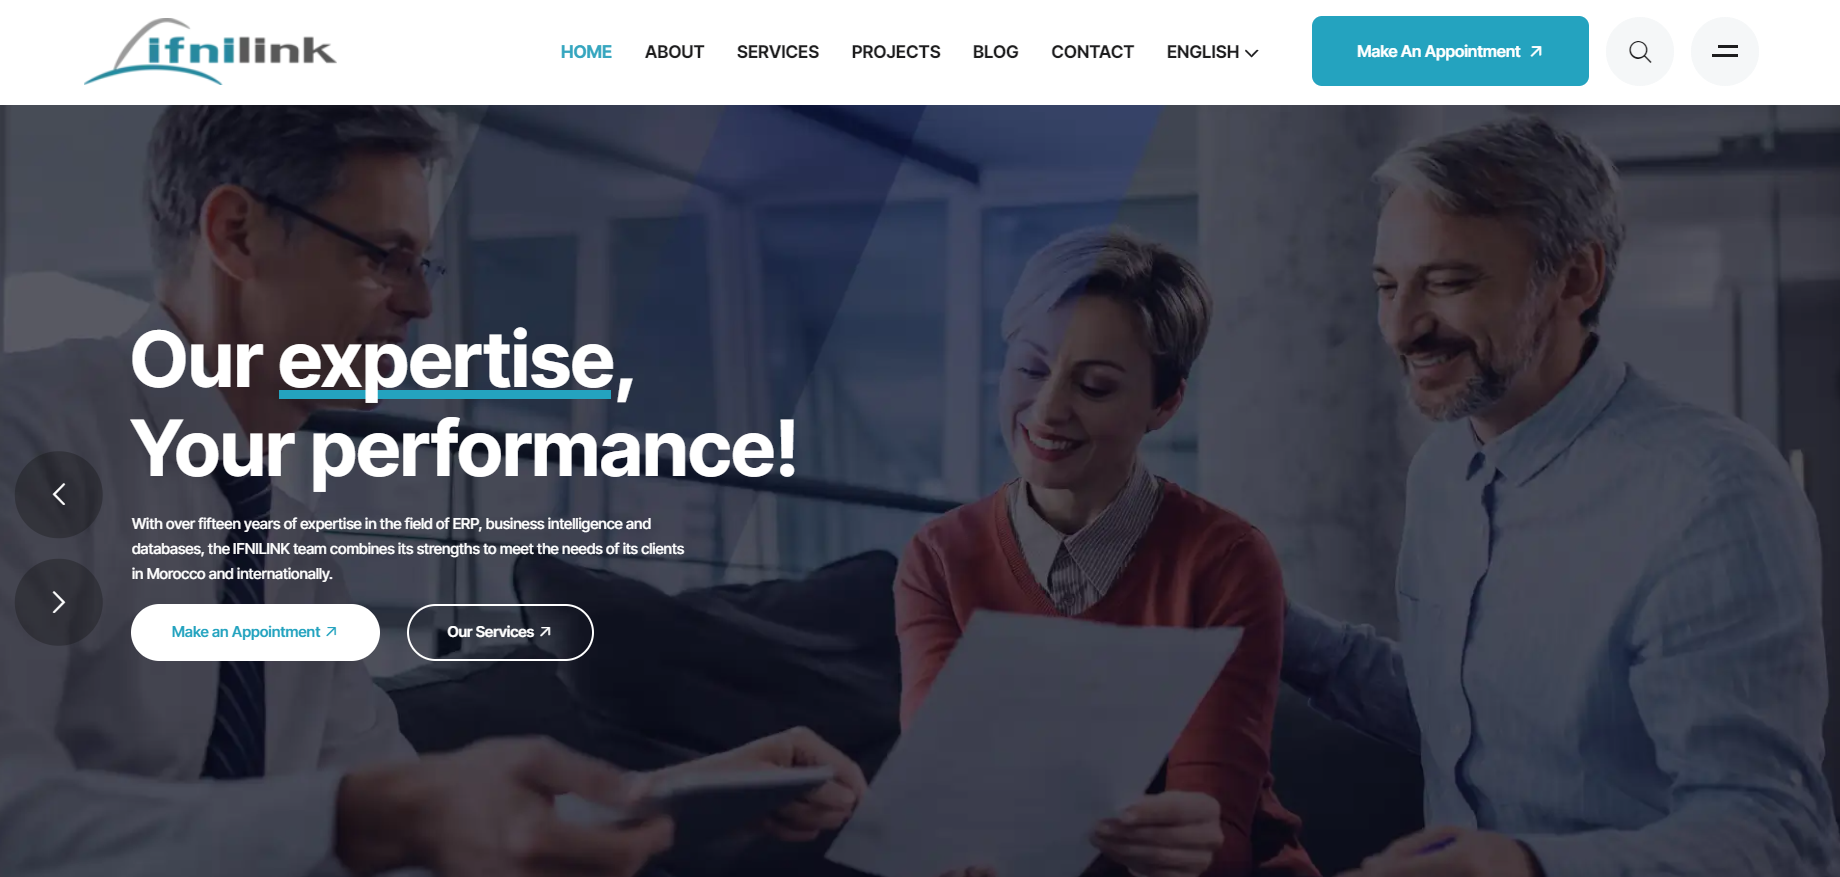 ifnilink
HOME
ABOUT
SERVICES
PROJECTS
BLOG
CONTACT
ENGLISH
Make An Appointment
Our expertise,
Your performance!
With over fifteen years of expertise in the field of ERP, business intelligence and
databases, the IFNILINK team combines its strengths to meet the needs of its clients
in Morocco and internationally.
Make an Appointment
Our Services